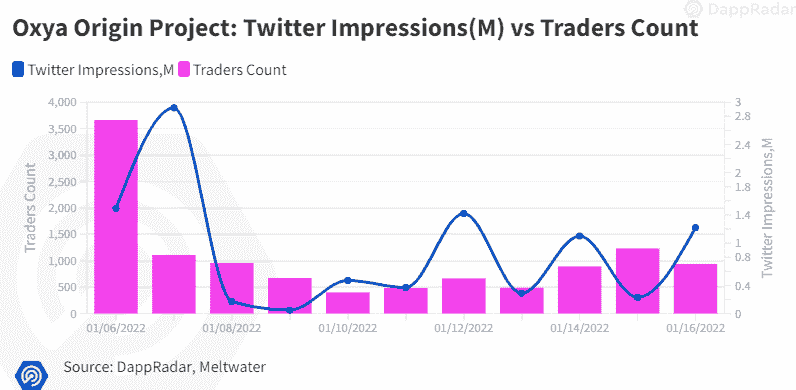 DappRadar
Oxya Origin Project: Twitter Impressions(M) vs Traders Count
Twitter Impressions,M Traders Count
4,000
3,500
3,000
2,500
2,000
1,500
1,000
500
0
Traders Count
3
2.8
2.4
2
1.8
1.4
1
0.8
0.4
0
Twitter Impressions,M
01/06/2022 01/08/2022 01/10/2022 01/12/2022 01/14/2022 01/16/2022
Source: DappRadar, Meltwater